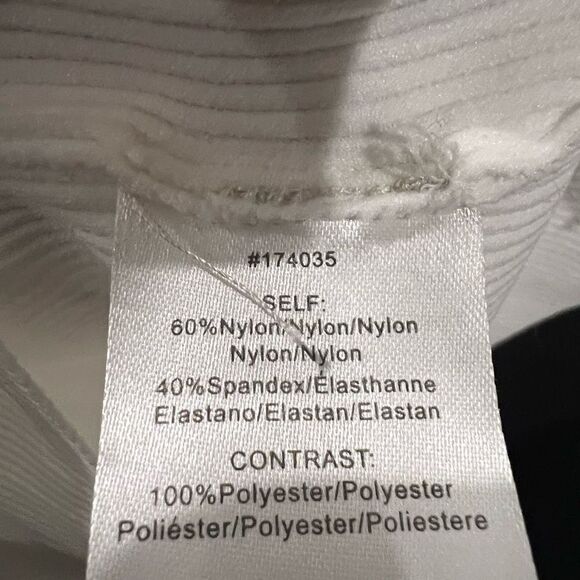 #174035
SELF:
60%Nylon/Nylon/Nylon
Nylon/Nylon
40%Spandex/Élasthanne
Elastano/Elastan/Elastan
CONTRAST:
100%Polyester/Polyester
Poliéster/Polyester/Poliestere